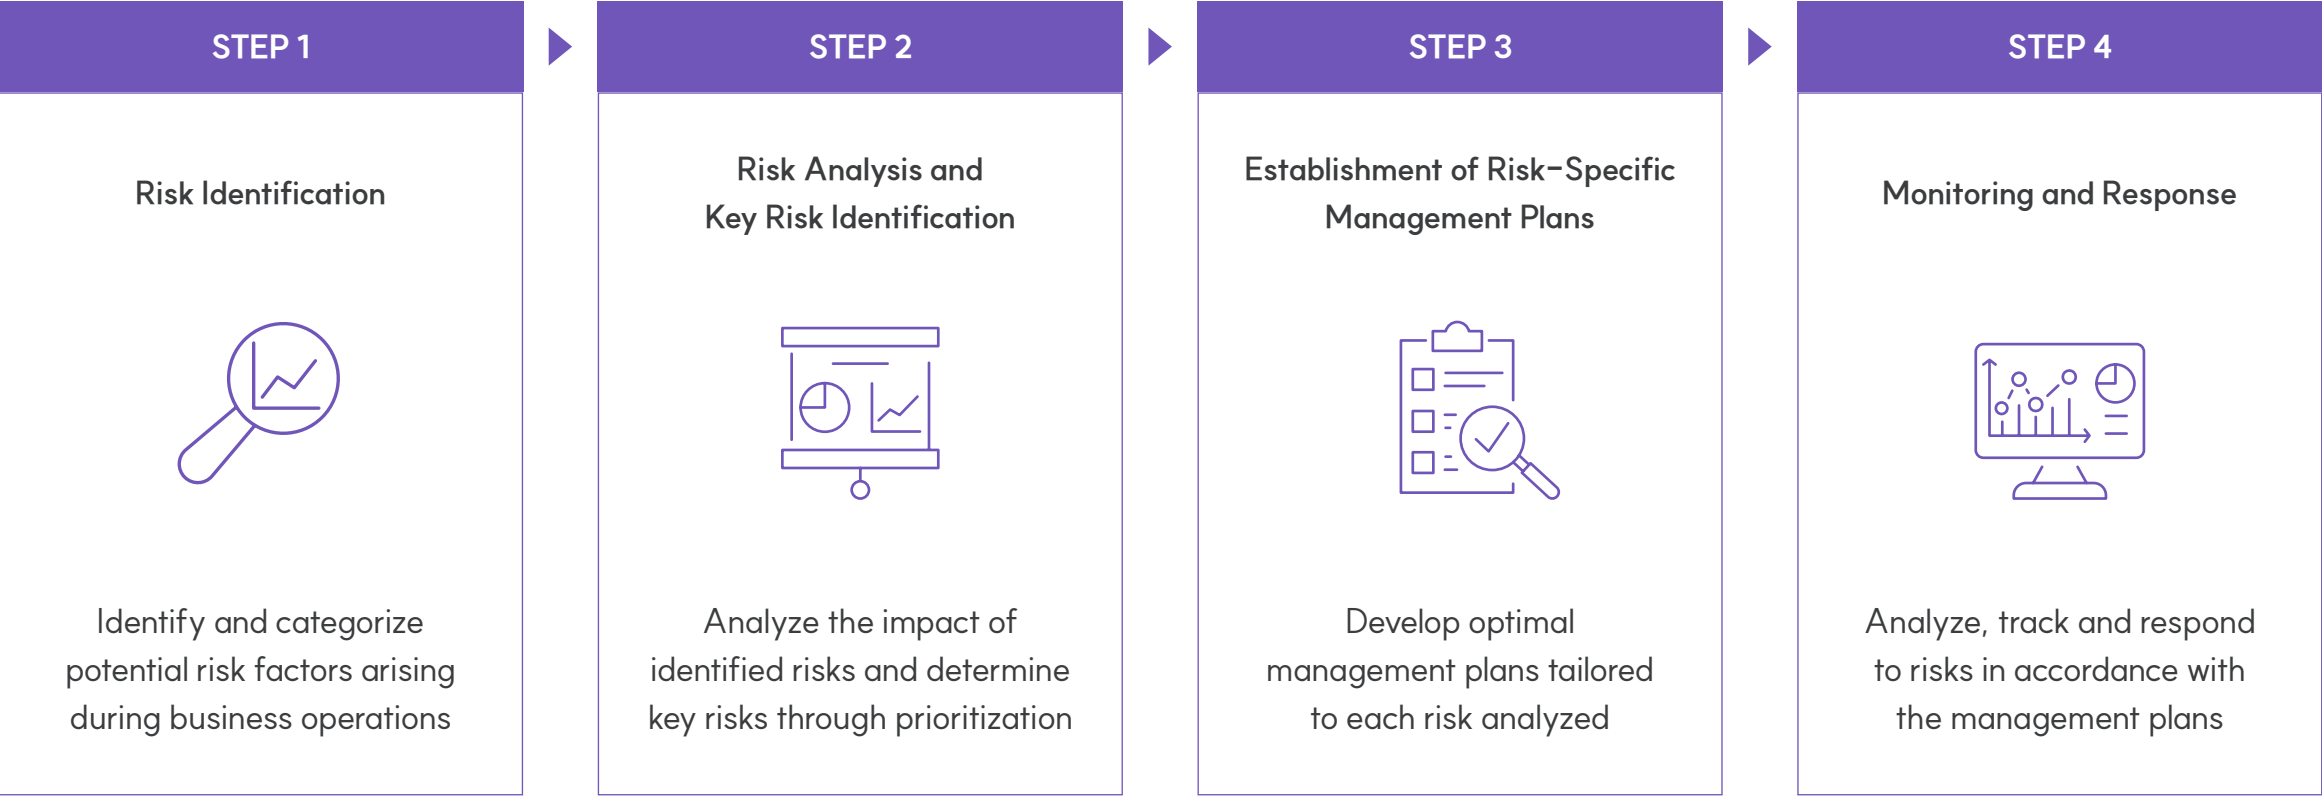 STEP 1
Risk Identification
Identify and categorize
potential risk factors arising
during business operations
STEP 2
Risk Analysis and
Key Risk Identification
Analyze the impact of
identified risks and determine
key risks through prioritization
STEP 3
Establishment of Risk-Specific
Management Plans
Develop optimal
management plans tailored
to each risk analyzed
STEP 4
Monitoring and Response
Analyze, track and respond
to risks in accordance with
the management plans